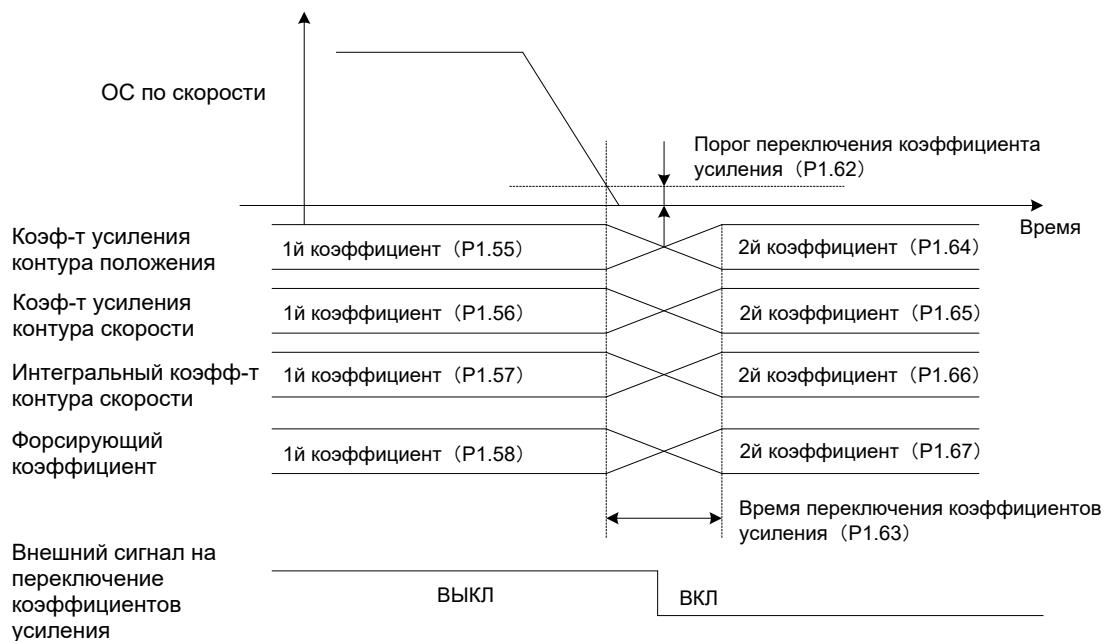 ОС по скорости
Порог переключения коэффициента
усиления（P1.62）
Время
Коэф-т усиления
контура положения
1й коэффициент（P1.55）
2й коэффициент（P1.64）
Коэф-т усиления
контура скорости
1й коэффициент（P1.56）
2й коэффициент（P1.65）
Интегральный коэфф-т
контура скорости
1й коэффициент（P1.57）
2й коэффициент（P1.66）
Форсирующий
коэффициент
1й коэффициент（P1.58）
2й коэффициент（P1.67）
Время переключения коэффициентов
усиления（P1.63）
Внешний сигнал на
переключение
коэффициентов
усиления
ВЫКЛ
ВКЛ